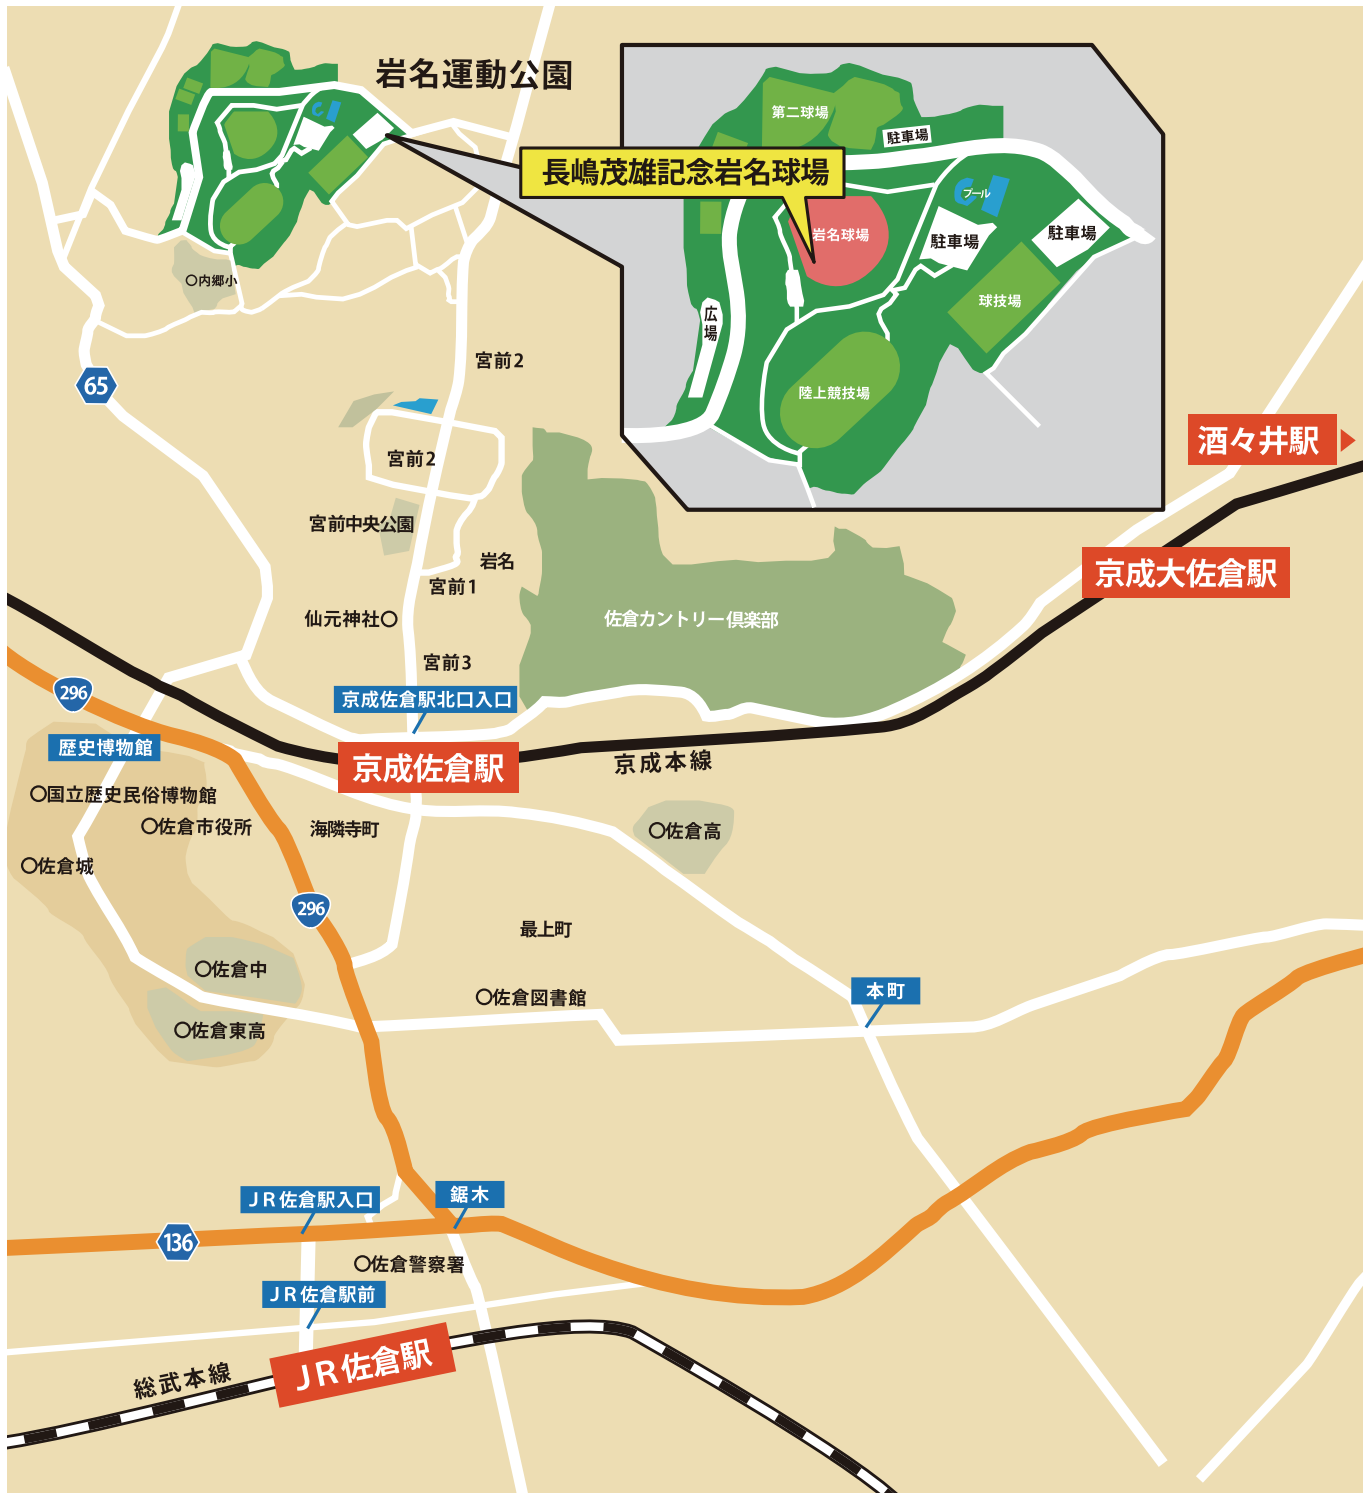 岩名運動公園
長嶋茂雄記念岩名球場
第二球場
駐車場
プール
岩名球場
駐車場
駐車場
球技場
広場
陸上競技場
内郷小
宮前2
65
宮前2
酒々井駅
宮前中央公園
岩名
京成大佐倉駅
宮前1
仙元神社
佐倉カントリー倶楽部
宮前3
296
京成佐倉駅北口入口
歴史博物館
京成佐倉駅
京成本線
国立歴史民俗博物館
佐倉市役所
海隣寺町
佐倉高
佐倉城
296
最上町
佐倉中
佐倉図書館
本町
佐倉東高
JR佐倉駅入口
鋸木
136
佐倉警察署
JR佐倉駅前
JR佐倉駅
総武本線